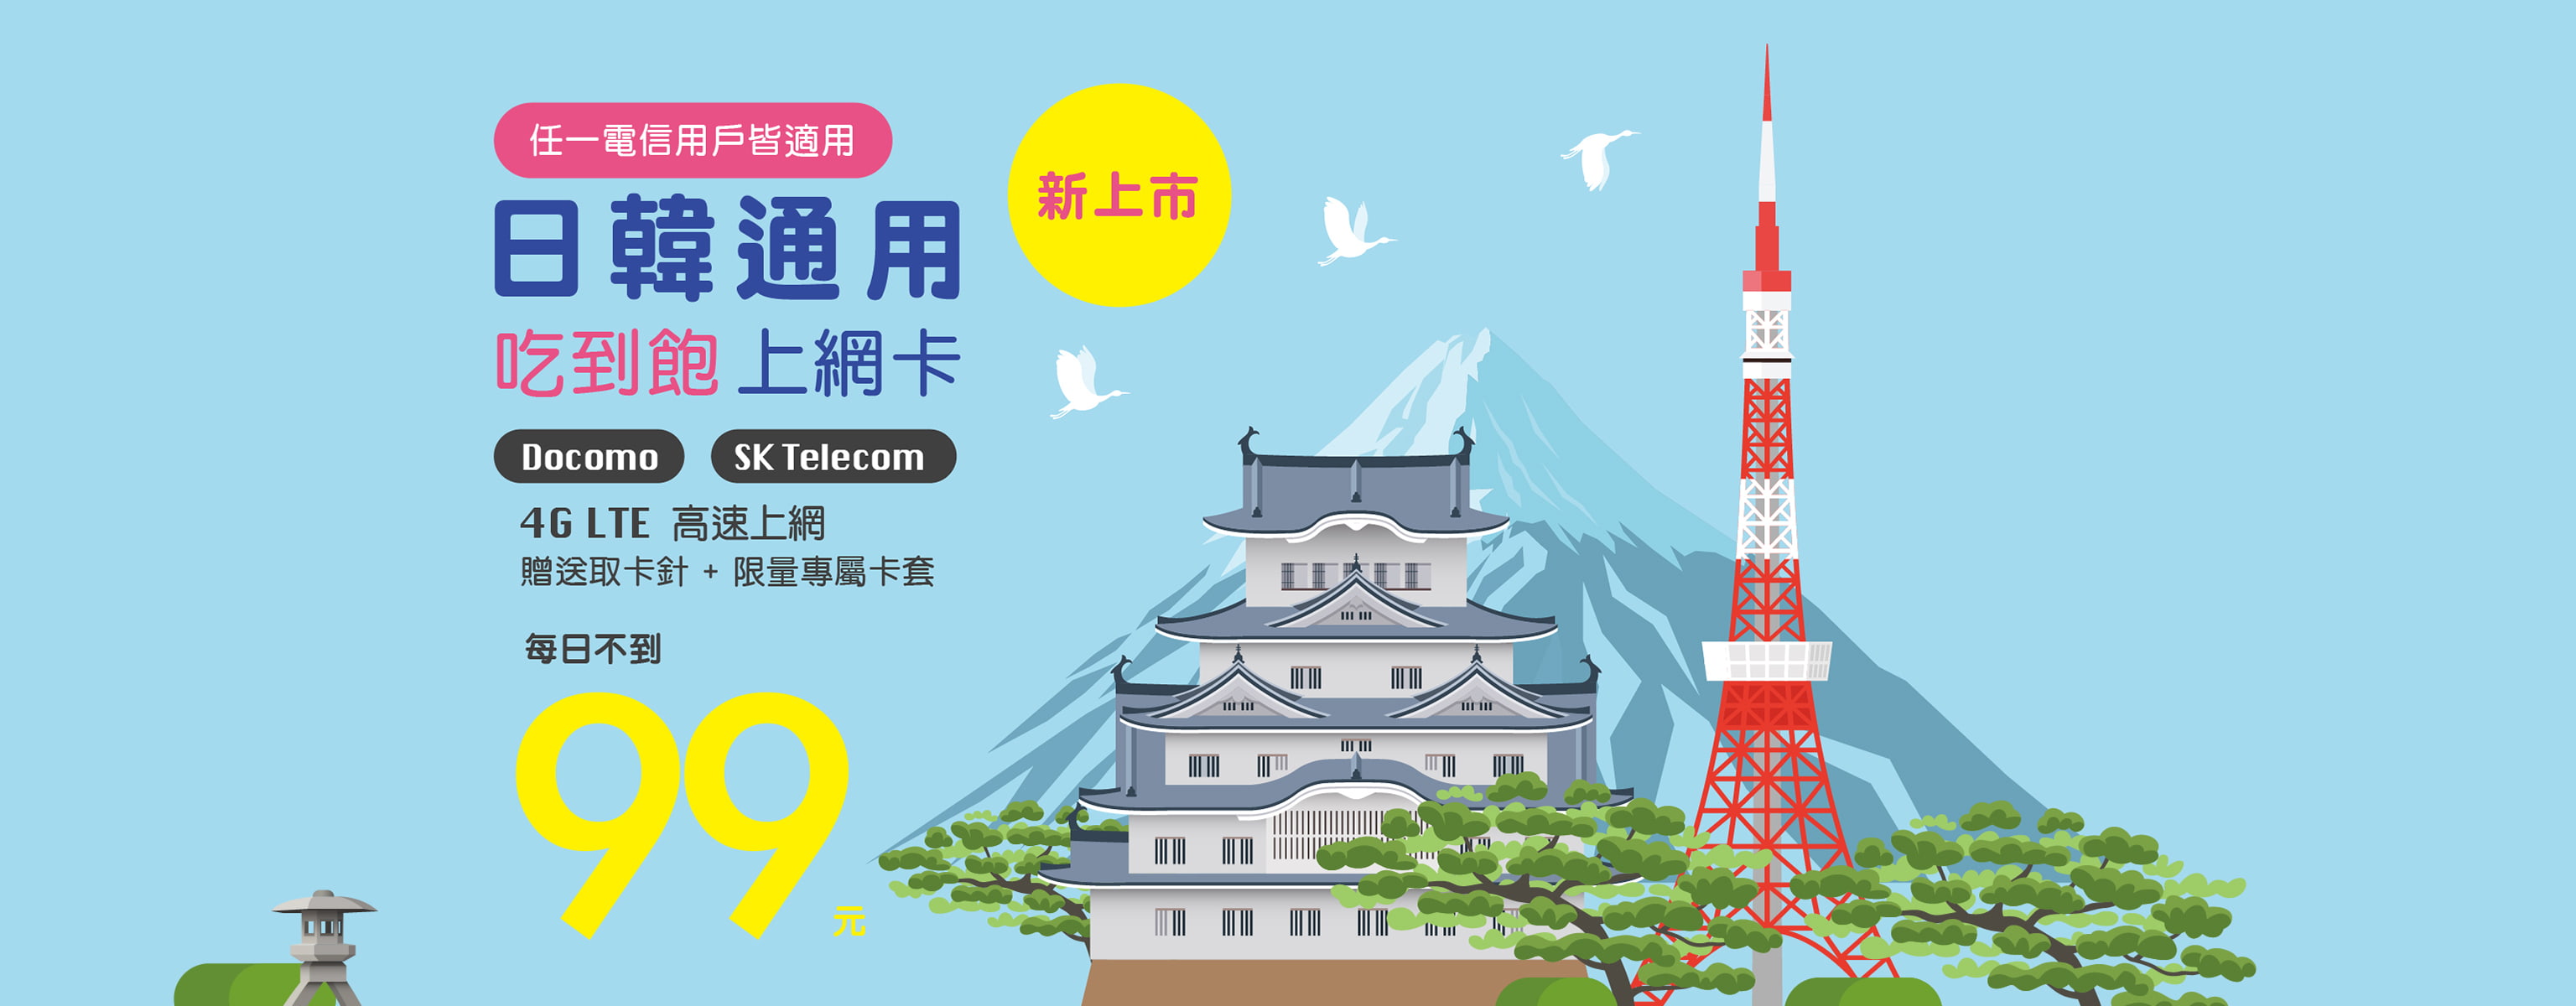 任一電信用戶皆適用
日韓通用
新上市
吃到飽 上網卡
Docomo SK Telecom
4G LTE 高速上網
贈送取卡針 + 限量專屬卡套
每日不到
99元